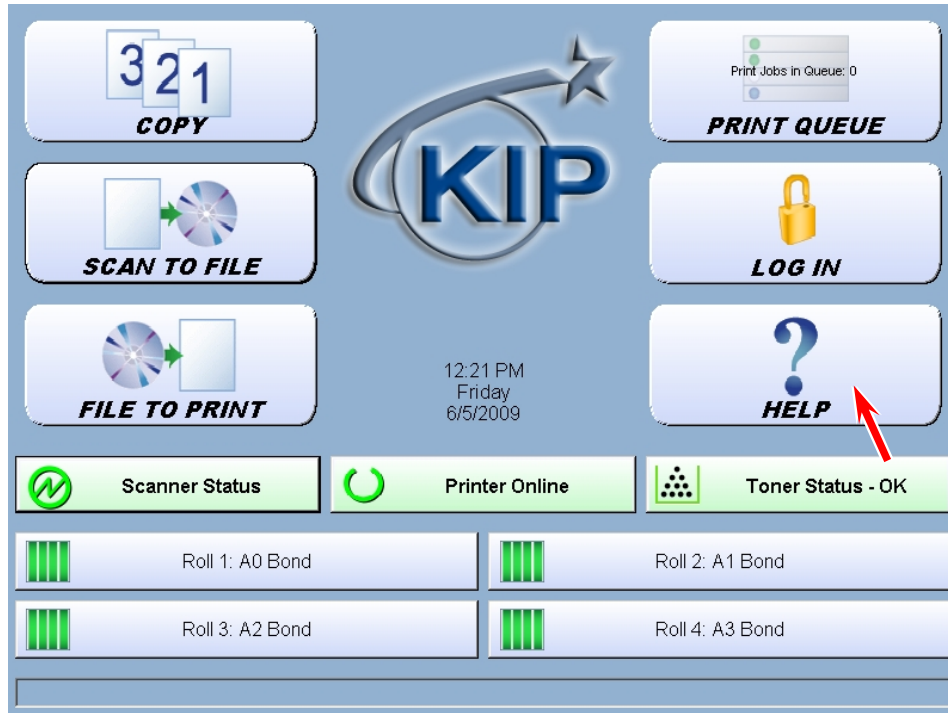 3 2 1
COPY
SCAN TO FILE
FILE TO PRINT
KIP
12:21 PM
Friday
6/5/2009
Print Jobs in Queue: 0
PRINT QUEUE
LOG IN
?
HELP
Scanner Status
Printer Online
Toner Status - OK
Roll 1: A0 Bond
Roll 2: A1 Bond
Roll 3: A2 Bond
Roll 4: A3 Bond